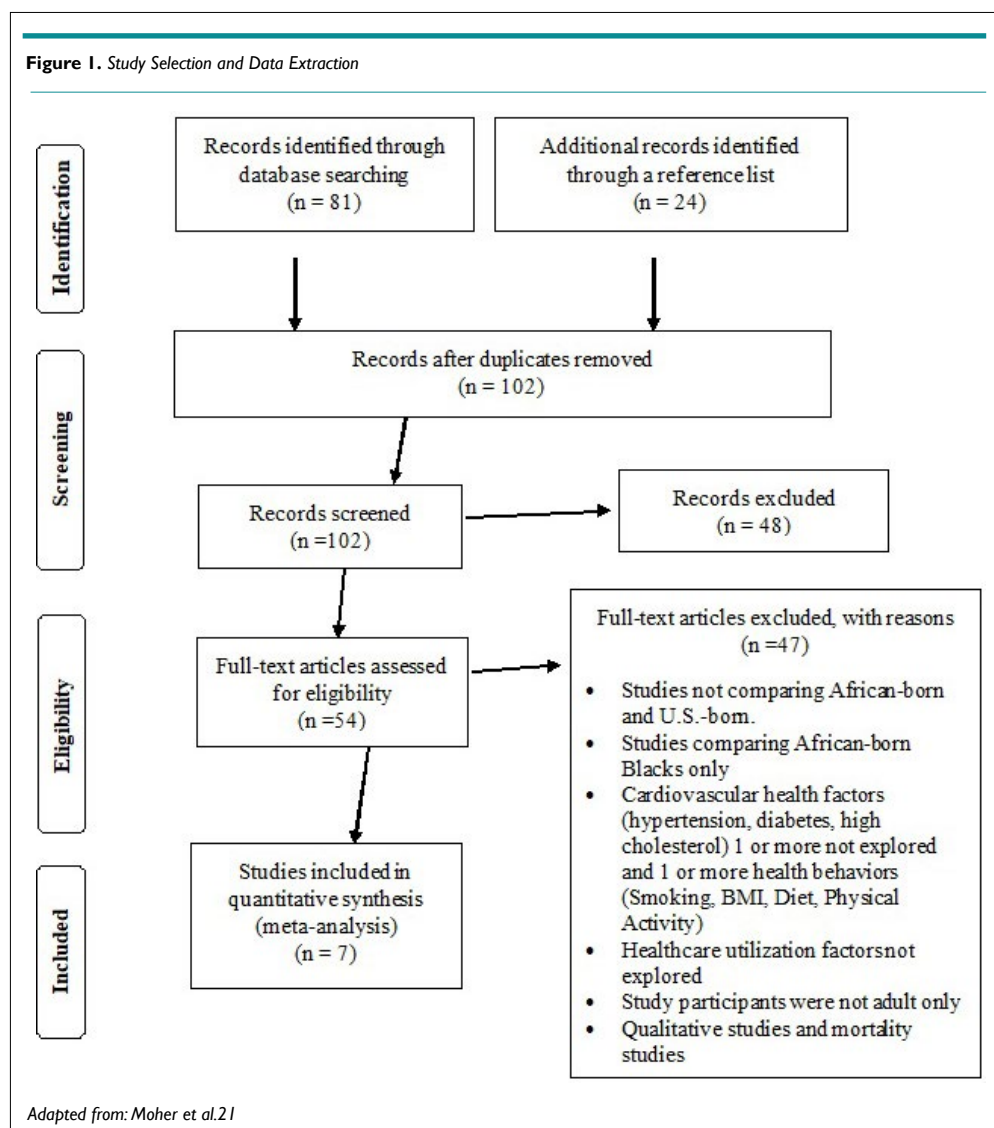 Figure 1. Study Selection and Data Extraction
Identification
Records identified through
database searching
(n = 81)
Additional records identified
through a reference list
(n = 24)
Screening
Records after duplicates removed
(n = 102)
Records screened
(n =102)
Records excluded
(n = 48)
Eligibility
Full-text articles assessed
for eligibility
(n =54)
Full-text articles excluded, with reasons
(n =47)
• Studies not comparing African-born
and U.S.-born.
• Studies comparing African-born
Blacks only
• Cardiovascular health factors
(hypertension, diabetes, high
cholesterol) 1 or more not explored
and 1 or more health behaviors
(Smoking, BMI, Diet, Physical
Activity)
• Healthcare utilization factorsnot
explored
• Study participants were not adult only
• Qualitative studies and mortality
studies
Included
Studies included in
quantitative synthesis
(meta-analysis)
(n = 7)
Adapted from: Moher et al.21